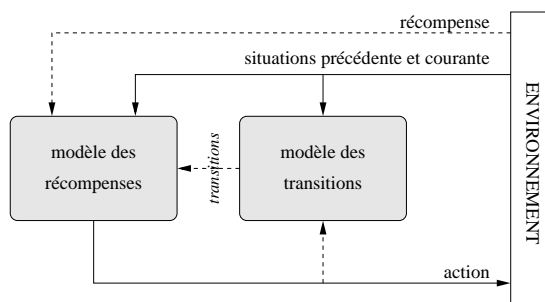 récompense
situations précédente et courante
modèle des
récompenses
transitions
modèle des
transitions
ENVIRONNEMENT
action